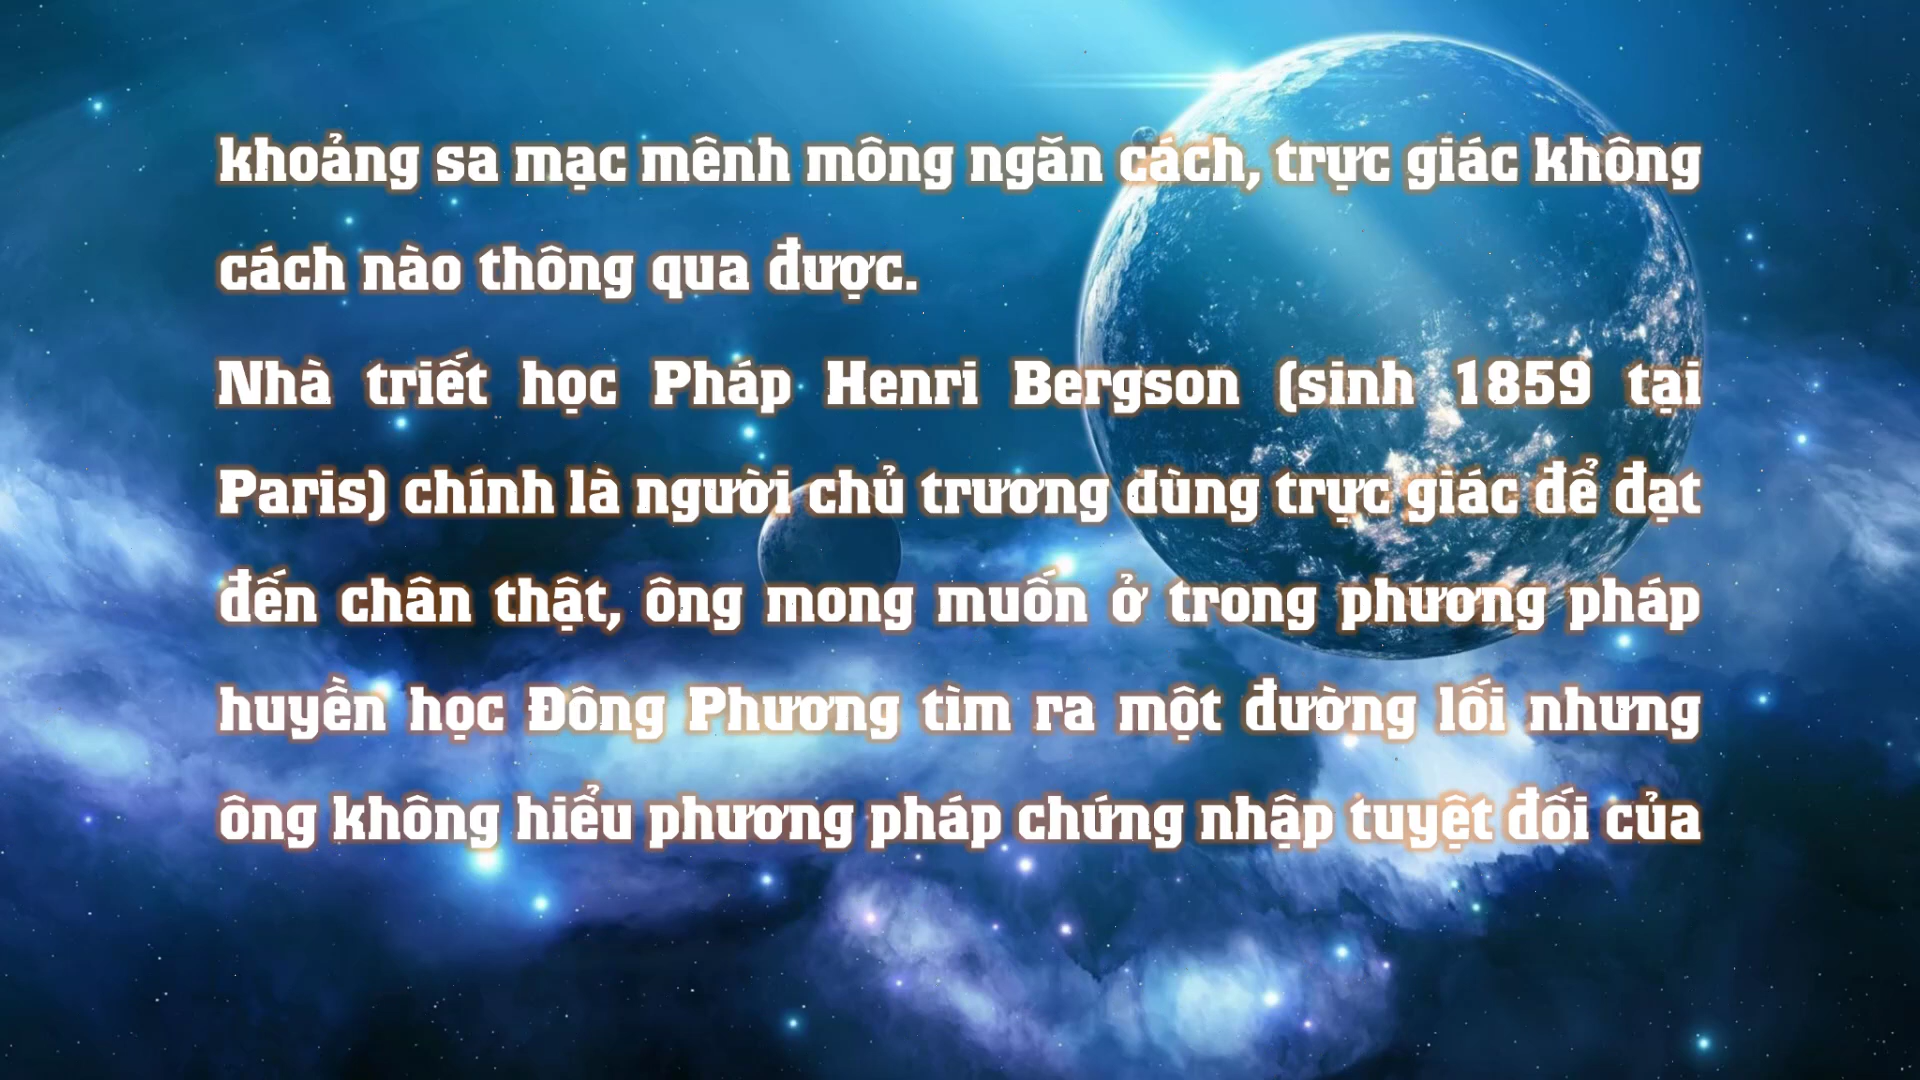 khoảng sa mạc mênh mông ngăn cách, trực giác không
cách nào thông qua được.
Nhà triết học Pháp Henri Bergson (sinh 1859 tại
Paris) chính là người chủ trương dùng trực giác để đạt
đến chân thật, ông mong muốn ở trong phương pháp
huyền học Đông Phương tìm ra một đường lối nhưng
ông không hiểu phương pháp chứng nhập tuyệt đối của